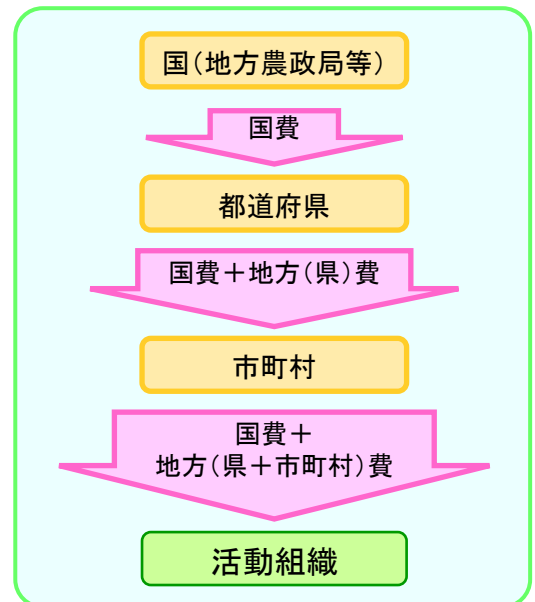 国（地方農政局等）
国費
都道府県
国費＋地方（県）費
市町村
国費＋
地方（県＋市町村）費
活動組織